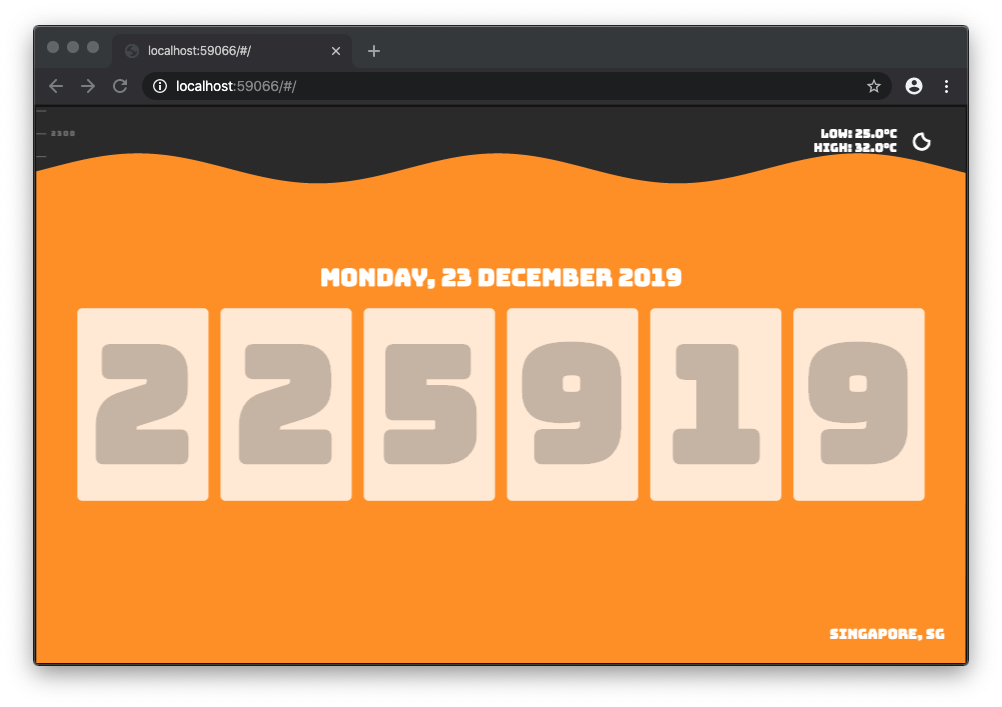 localhost:59066/#/
localhost:59066/#/
2300
LOW: 25.0°C
HIGH: 32.0°C
MONDAY, 23 DECEMBER 2019
225919
SINGAPORE, SG